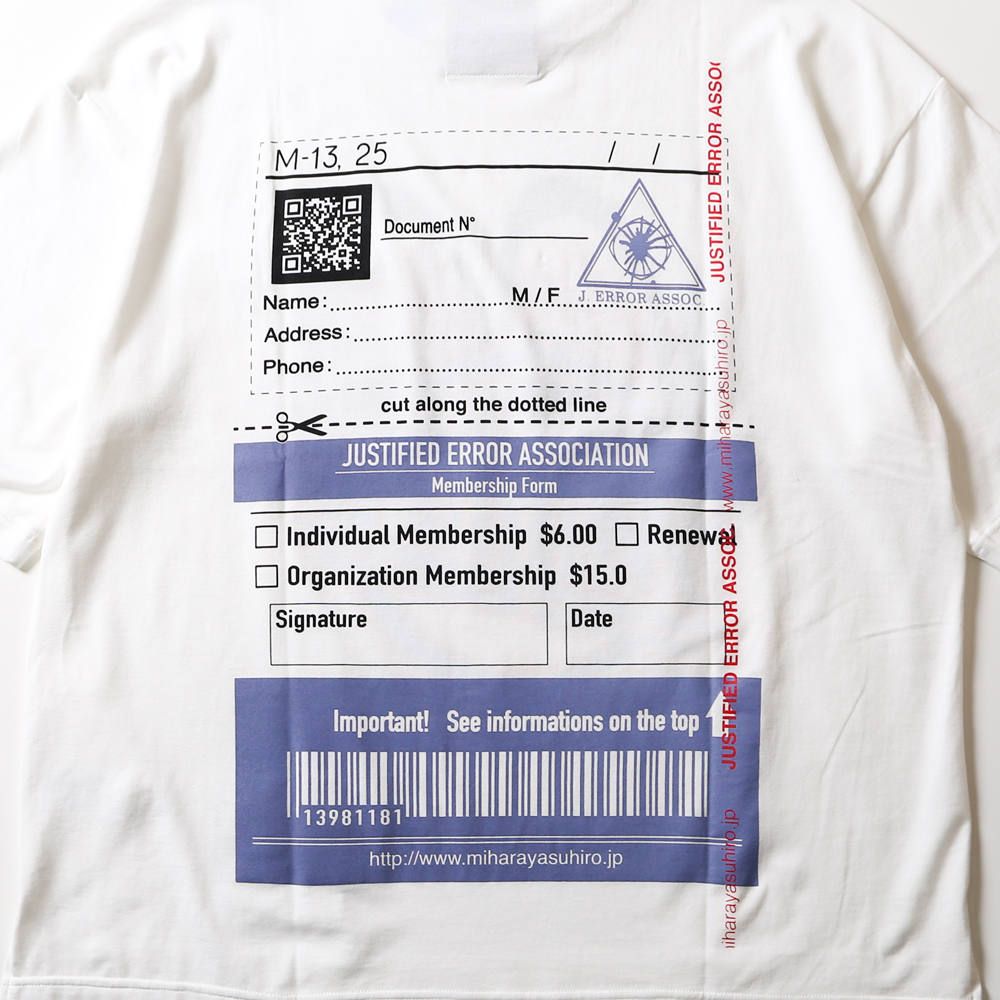 M-13, 25 / /
Document N°
J. ERROR ASSOC.
Name: M / F
Address:
Phone:
cut along the dotted line
JUSTIFIED ERROR ASSOCIATION
Membership Form
Individual Membership $6.00 Renewal
Organization Membership $15.0
Signature Date
Important! See informations on the top
13981181
http://www.miharayasuhiro.jp
JUSTIFIED ERROR ASSOC
www.miharayasuhiro.jp
JUSTIFIED ERROR ASSOC.
miharayasuhiro.jp